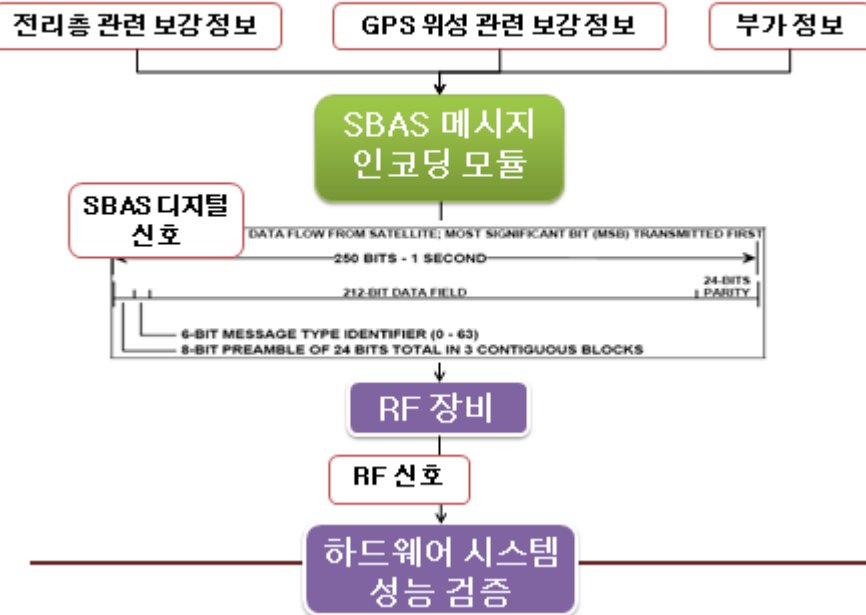 전리층 관련 보강 정보
GPS 위성 관련 보강 정보
부가 정보
SBAS 메시지
인코딩 모듈
SBAS 디지털
신호
DATA FLOW FROM SATELLITE; MOST SIGNIFICANT BIT (MSB) TRANSMITTED FIRST
250 BITS - 1 SECOND
212-BIT DATA FIELD
24-BITS
PARITY
6-BIT MESSAGE TYPE IDENTIFIER (0 - 63)
8-BIT PREAMBLE OF 24 BITS TOTAL IN 3 CONTIGUOUS BLOCKS
RF 장비
RF 신호
하드웨어 시스템
성능 검증